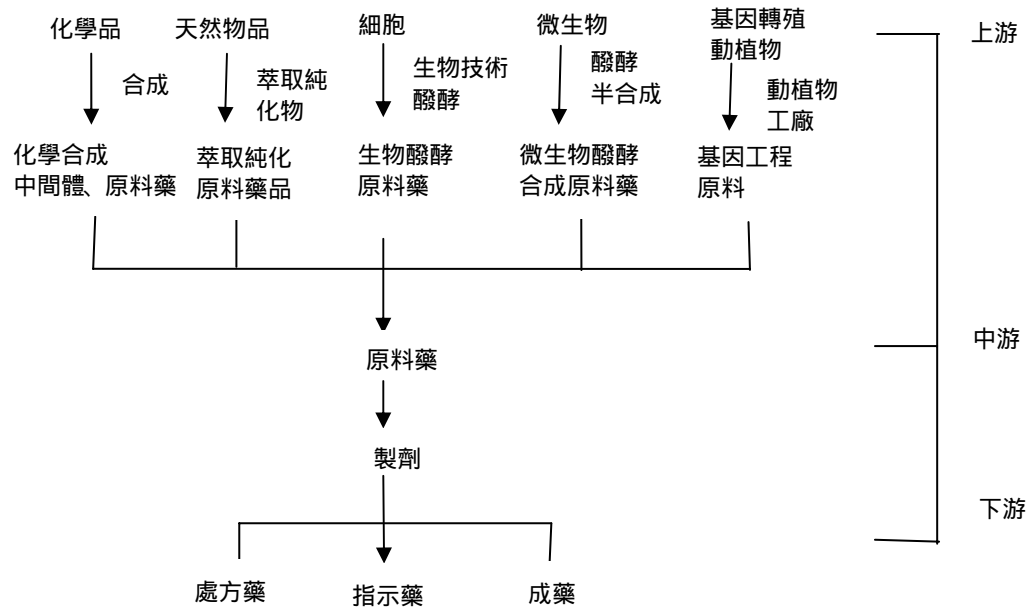 化學品
天然物品
細胞
微生物
基因轉殖
動植物
上游
合成
萃取純
化物
生物技術
醱酵
醱酵
半合成
動植物
工廠
化學合成
中間體、原料藥
萃取純化
原料藥品
生物醱酵
原料藥
微生物醱酵
合成原料藥
基因工程
原料
中游
原料藥
製劑
下游
處方藥
指示藥
成藥